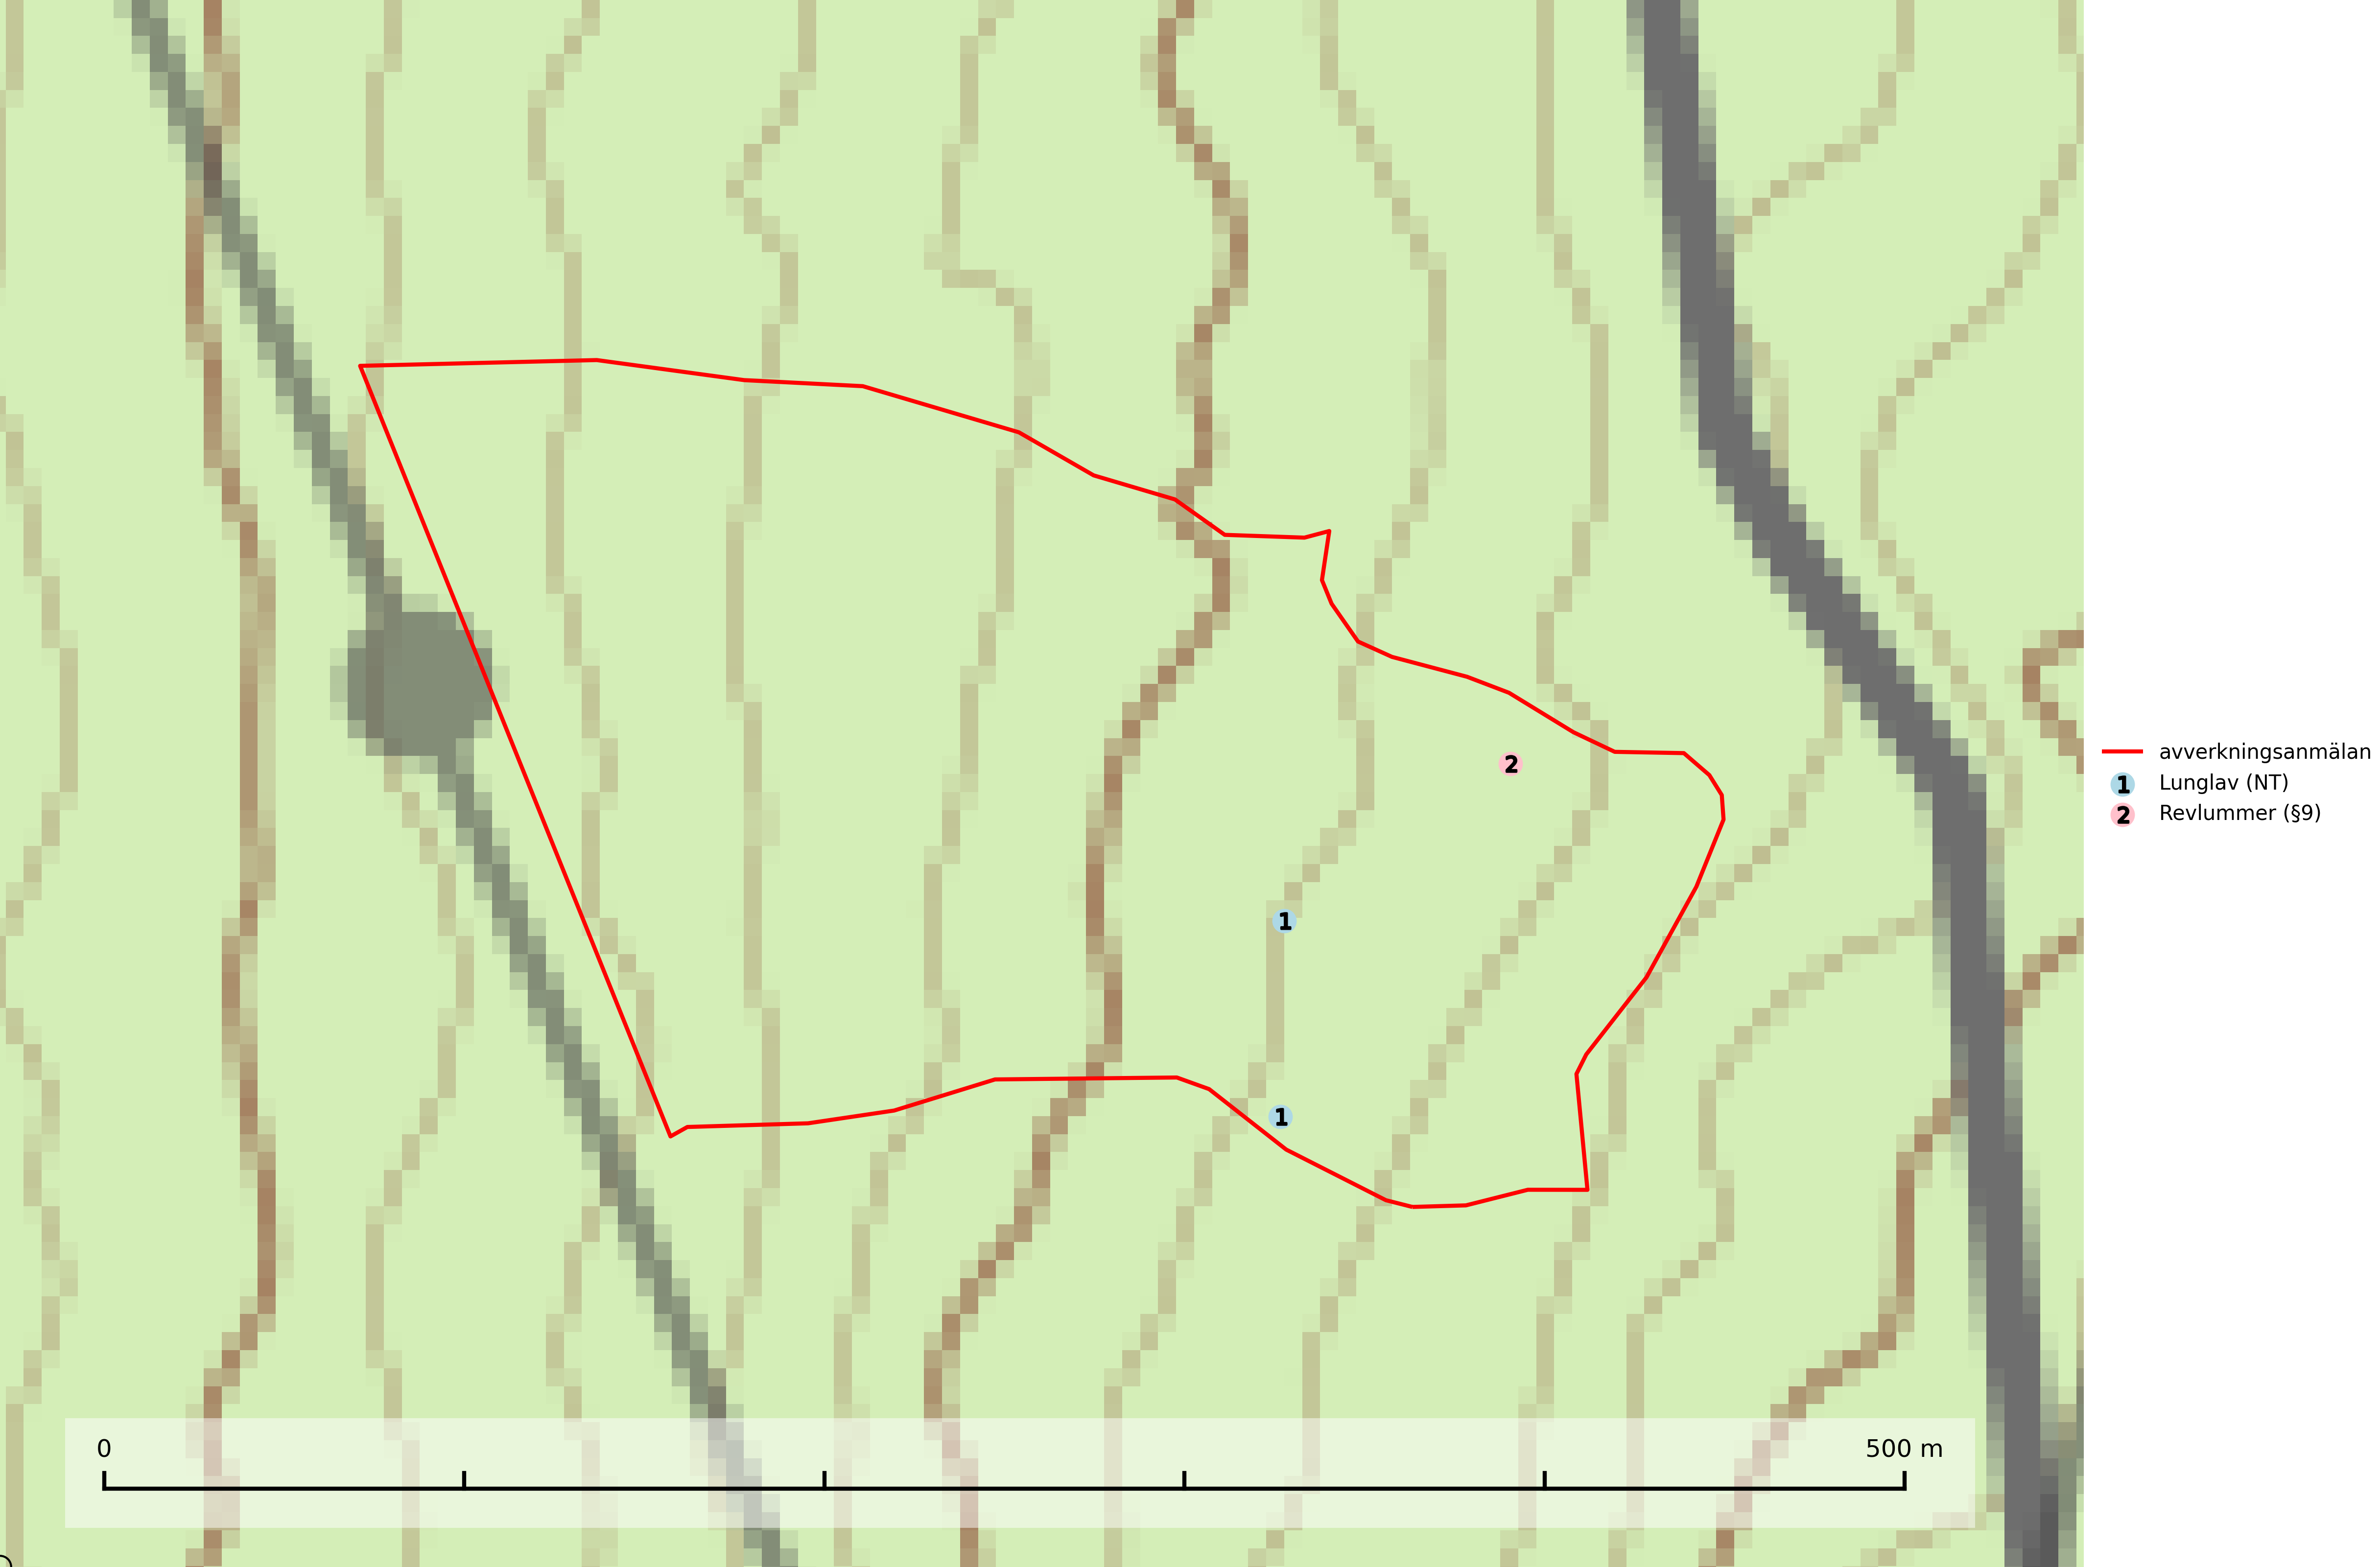 2
1
1
0
500 m
avverkningsanmälan
1 Lunglav (NT)
2 Revlummer (§9)